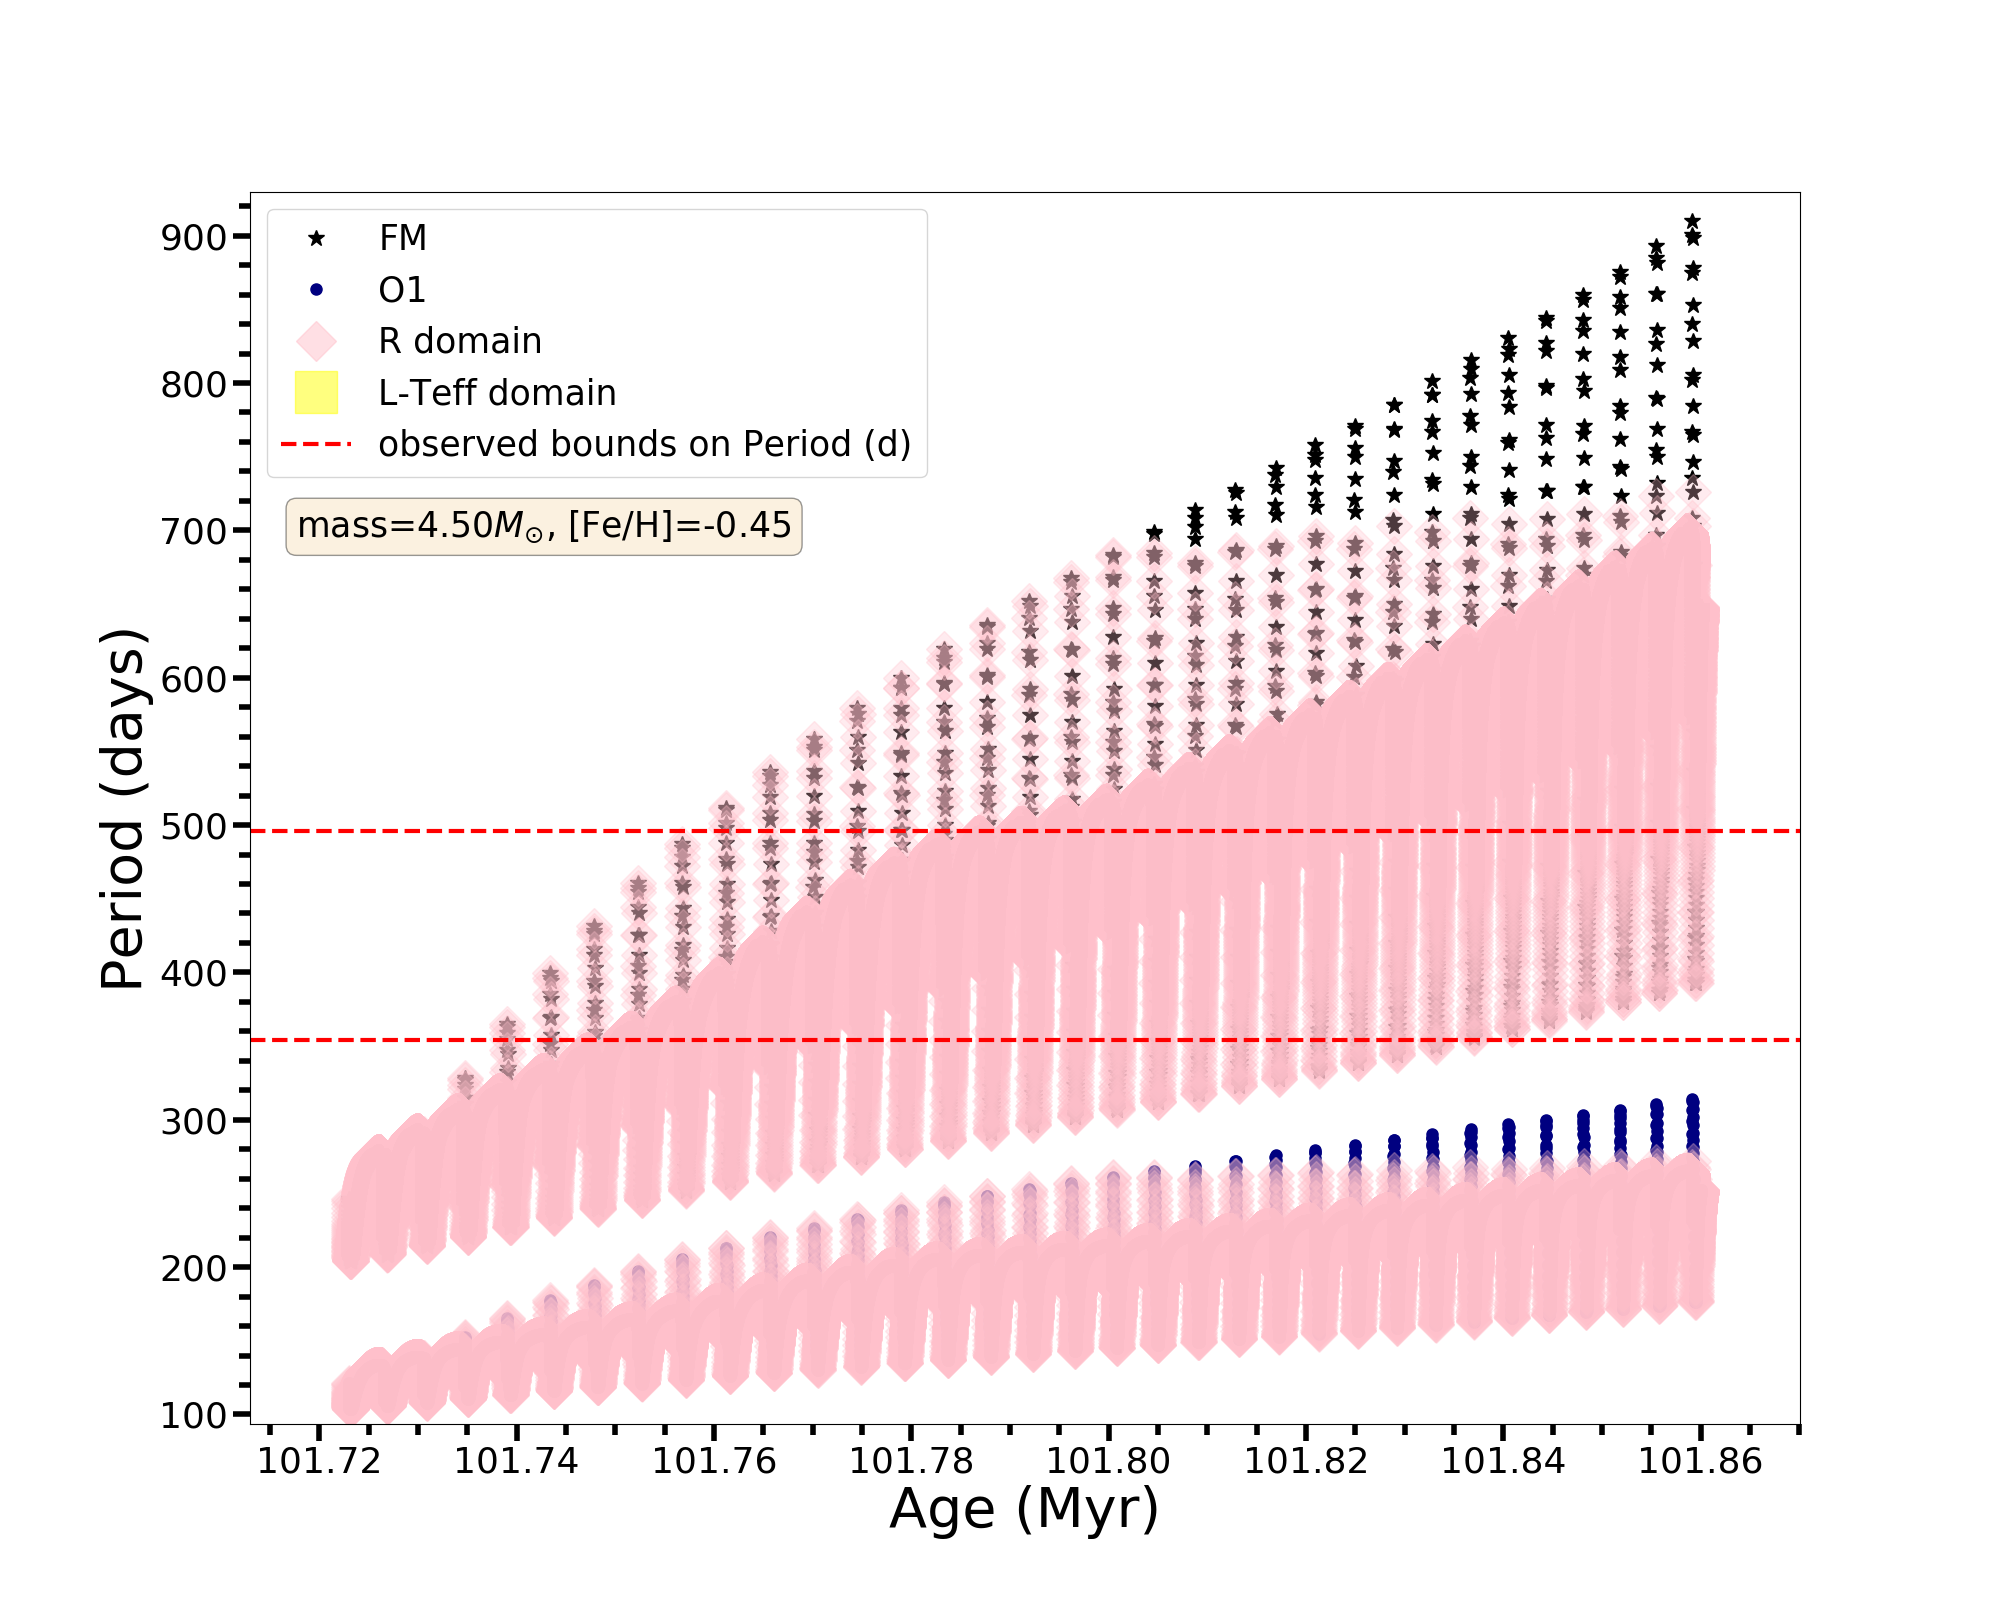 FM
O1
R domain
L-Teff domain
observed bounds on Period (d)
mass=4.50M⊙, [Fe/H]=-0.45
Period (days)
900
800
700
600
500
400
300
200
100
101.72 101.74 101.76 101.78 101.80 101.82 101.84 101.86
Age (Myr)